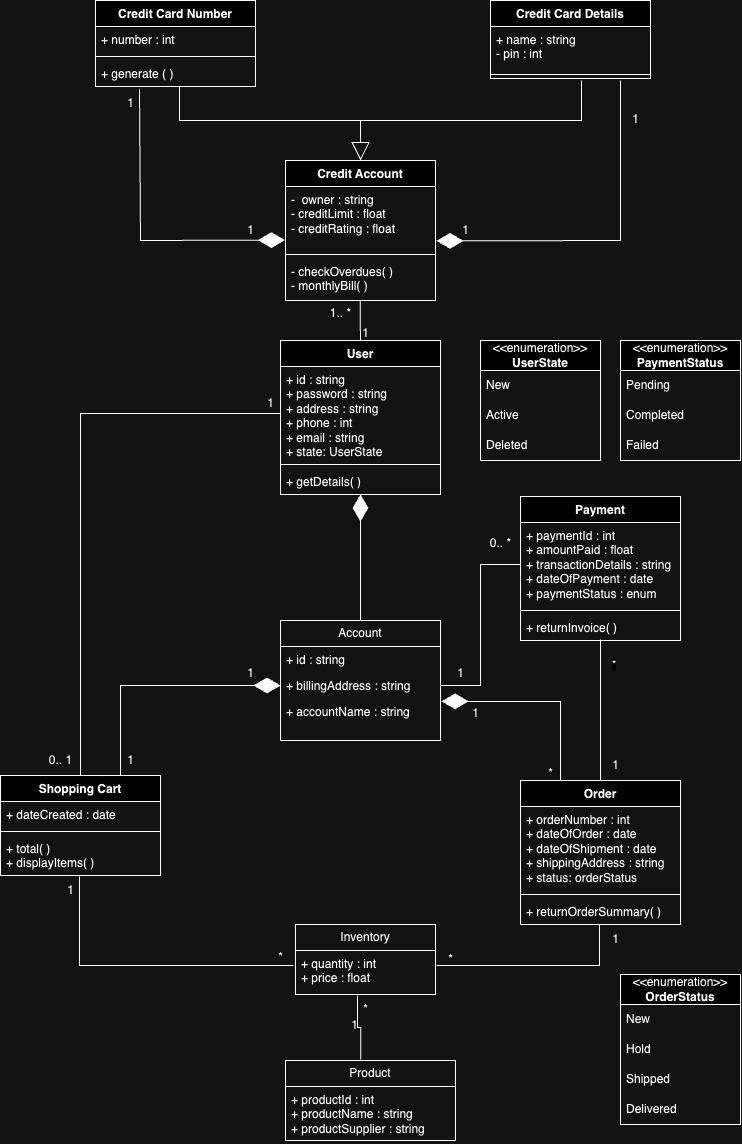 Credit Card Number
+ number : int
+ generate ( )
Credit Card Details
+ name : string
- pin : int
1
1
Credit Account
-  owner : string
- creditLimit : float
- creditRating : float
- checkOverdues( )
- monthlyBill( )
1
1
1.. *
1
User
+ id : string
+ password : string
+ address : string
+ phone : int
+ email : string
+ state: UserState
+ getDetails( )
1
<<enumeration>>
UserState
New
Active
Deleted
<<enumeration>>
PaymentStatus
Pending
Completed
Failed
Payment
+ paymentId : int
+ amountPaid : float
+ transactionDetails : string
+ dateOfPayment : date
+ paymentStatus : enum
+ returnInvoice( )
0.. *
*
Account
+ id : string
+ billingAddress : string
+ accountName : string
1
1
1
0.. 1
1
*
1
Shopping Cart
+ dateCreated : date
+ total( )
+ displayItems( )
Order
+ orderNumber : int
+ dateOfOrder : date
+ dateOfShipment : date
+ shippingAddress : string
+ status: orderStatus
+ returnOrderSummary( )
1
1
*
*
Inventory
+ quantity : int
+ price : float
*
1
<<enumeration>>
OrderStatus
New
Hold
Shipped
Delivered
Product
+ productId : int
+ productName : string
+ productSupplier : string